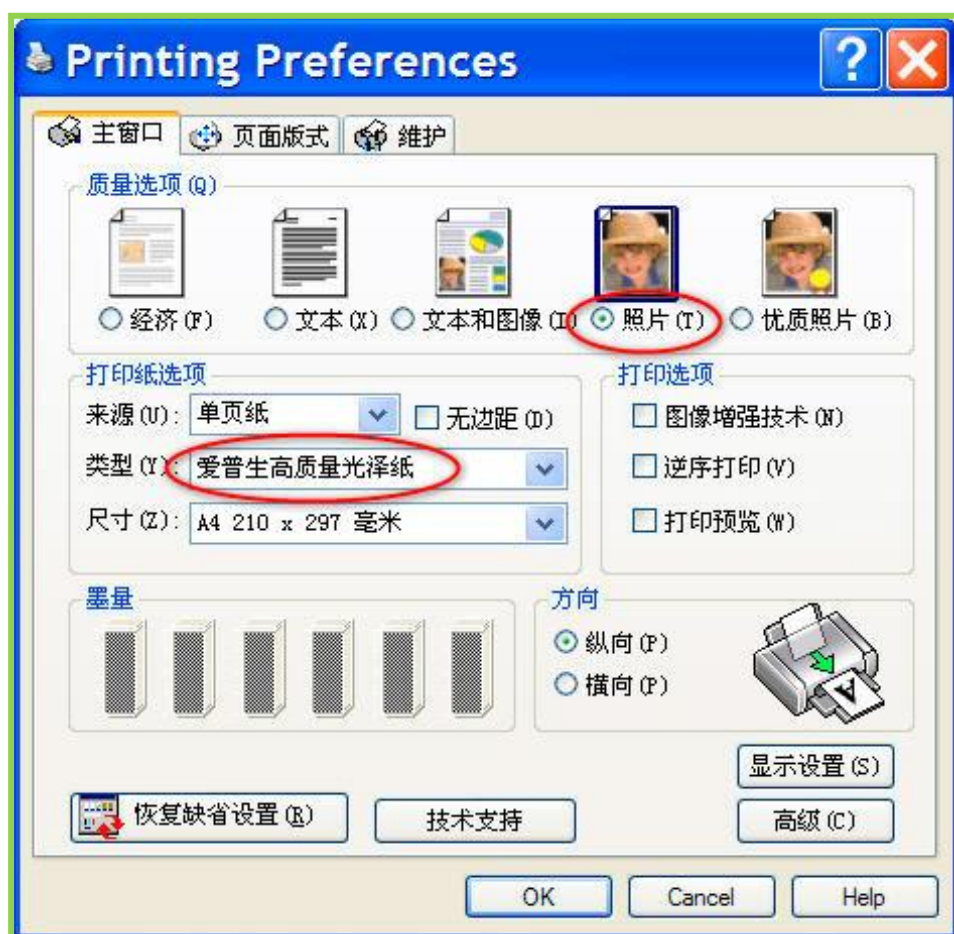 Printing Preferences
主窗口 页面版式 维护
质量选项(Q)
经济(F) 文本(X) 文本和图像(I) 照片(T) 优质照片(B)
打印纸选项
来源(U): 单页纸 无边距(D)
类型(Y): 爱普生高质量光泽纸
尺寸(Z): A4 210 x 297 毫米
打印选项
图像增强技术(N)
逆序打印(V)
打印预览(W)
墨量
方向
纵向(P)
横向(P)
A
显示设置(S)
恢复缺省设置(R) 技术支持 高级(C)
OK Cancel Help